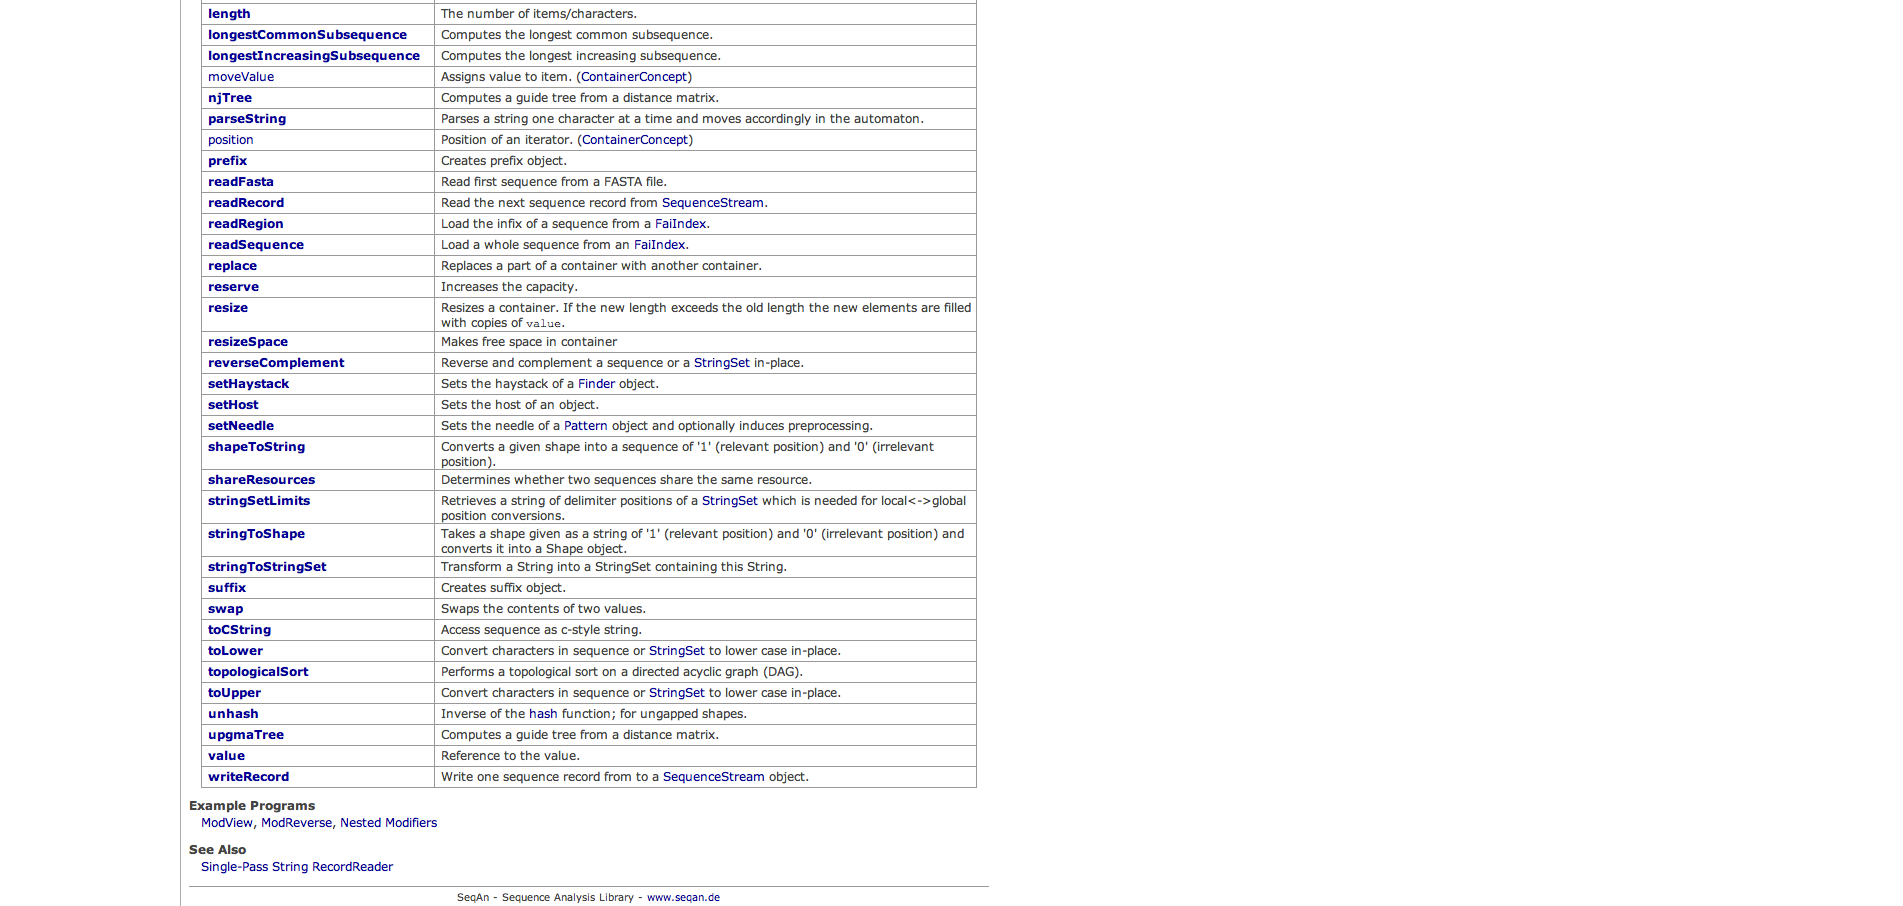 length The number of items/characters.
longestCommonSubsequence Computes the longest common subsequence.
longestIncreasingSubsequence Computes the longest increasing subsequence.
moveValue Assigns value to item. (ContainerConcept)
njTree Computes a guide tree from a distance matrix.
parseString Parses a string one character at a time and moves accordingly in the automaton.
position Position of an iterator. (ContainerConcept)
prefix Creates prefix object.
readFasta Read first sequence from a FASTA file.
readRecord Read the next sequence record from SequenceStream.
readRegion Load the infix of a sequence from a FaiIndex.
readSequence Load a whole sequence from an FaiIndex.
replace Replaces a part of a container with another container.
reserve Increases the capacity.
resize Resizes a container. If the new length exceeds the old length the new elements are filled
with copies of value.
resizeSpace Makes free space in container
reverseComplement Reverse and complement a sequence or a StringSet in-place.
setHaystack Sets the haystack of a Finder object.
setHost Sets the host of an object.
setNeedle Sets the needle of a Pattern object and optionally induces preprocessing.
shapeToString Converts a given shape into a sequence of '1' (relevant position) and '0' (irrelevant
position).
shareResources Determines whether two sequences share the same resource.
stringSetLimits Retrieves a string of delimiter positions of a StringSet which is needed for local<->global
position conversions.
stringToShape Takes a shape given as a string of '1' (relevant position) and '0' (irrelevant position) and
converts it into a Shape object.
stringToStringSet Transform a String into a StringSet containing this String.
suffix Creates suffix object.
swap Swaps the contents of two values.
toCString Access sequence as c-style string.
toLower Convert characters in sequence or StringSet to lower case in-place.
topologicalSort Performs a topological sort on a directed acyclic graph (DAG).
toUpper Convert characters in sequence or StringSet to lower case in-place.
unhash Inverse of the hash function; for ungapped shapes.
upgmaTree Computes a guide tree from a distance matrix.
value Reference to the value.
writeRecord Write one sequence record from to a SequenceStream object.
Example Programs
ModView, ModReverse, Nested Modifiers
See Also
Single-Pass String RecordReader
SeqAn - Sequence Analysis Library - www.seqan.de